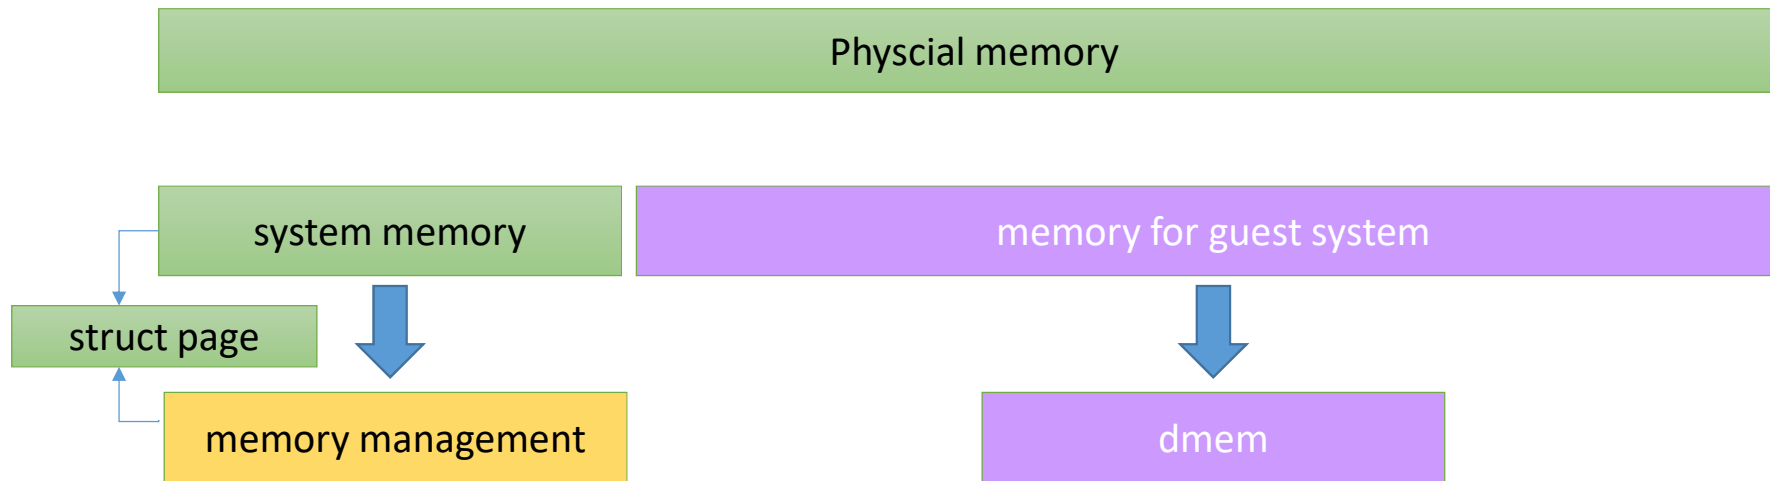 Physcial memory
system memory
memory for guest system
struct page
memory management
dmem